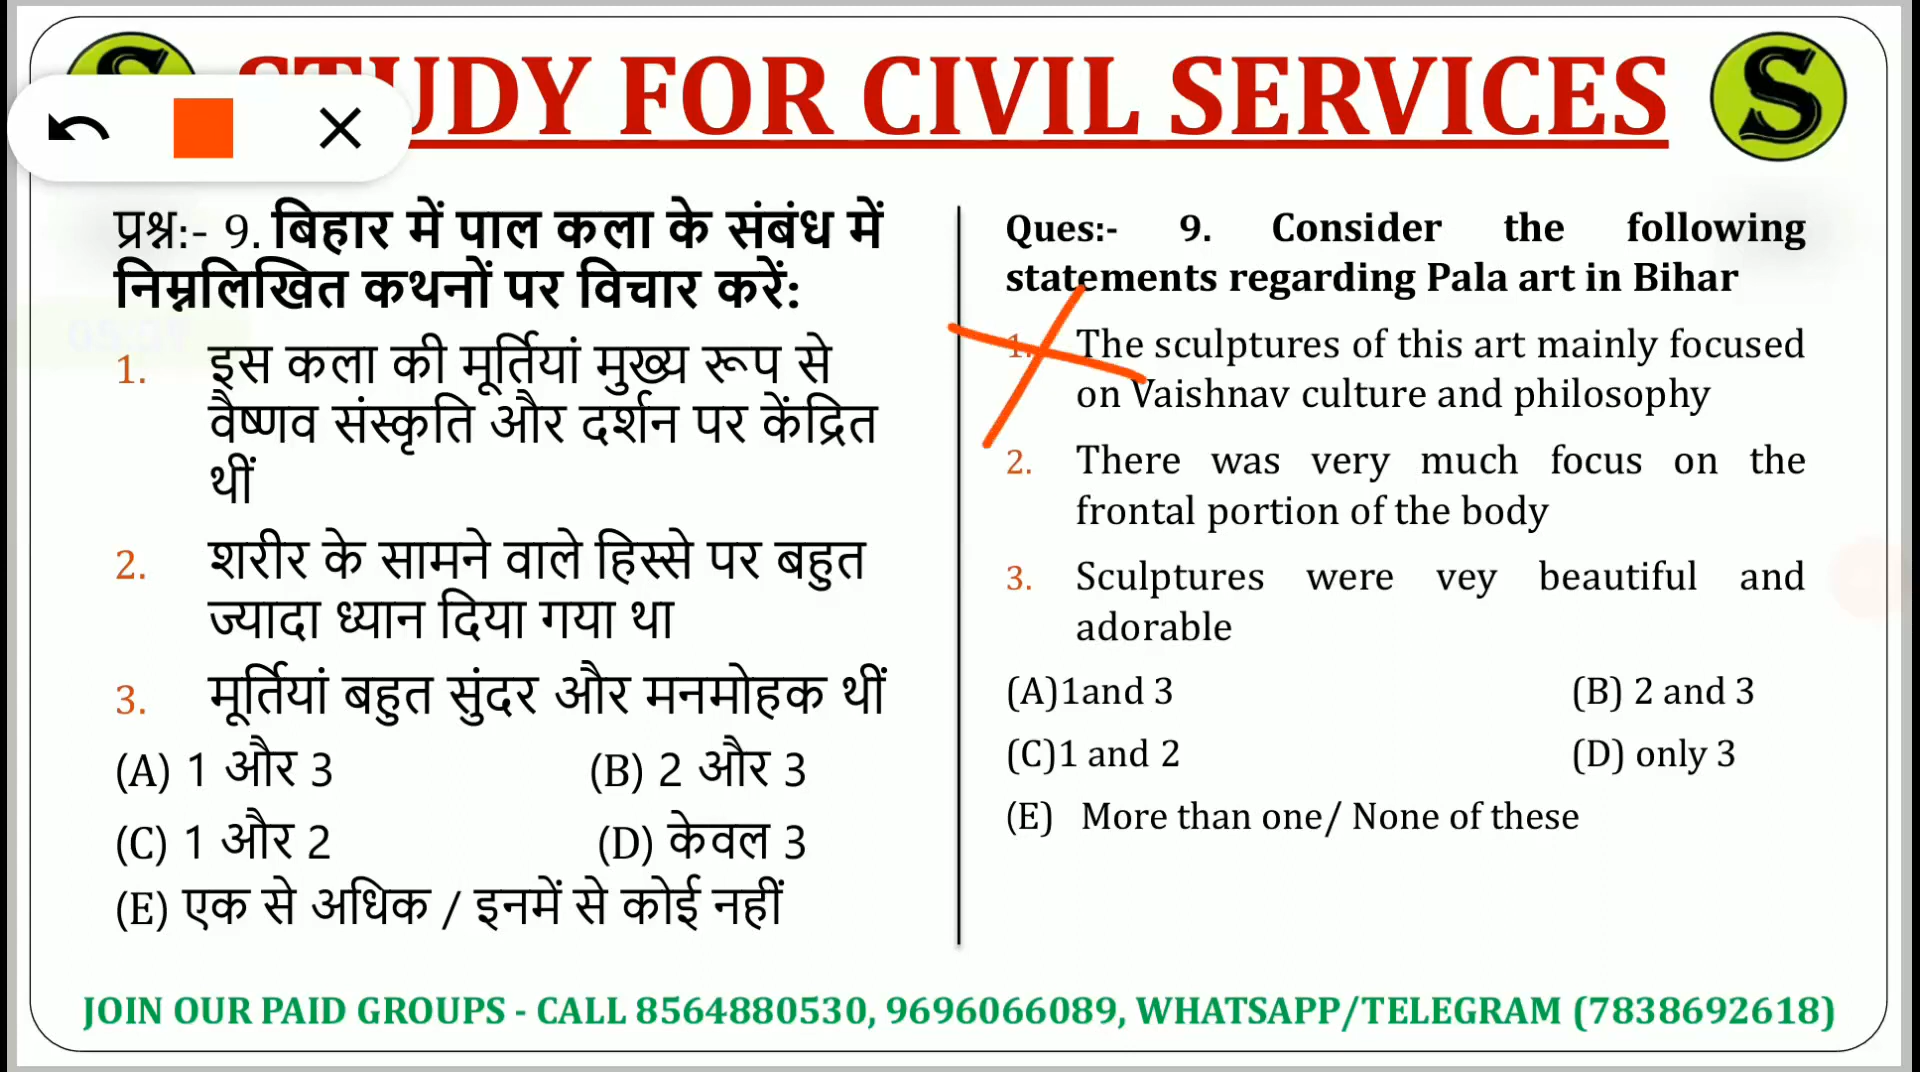 STUDY FOR CIVIL SERVICES
S
प्रश्न:- 9. बिहार में पाल कला के संबंध में
निम्नलिखित कथनों पर विचार करें:
1. इस कला की मूर्तियां मुख्य रूप से
वैष्णव संस्कृति और दर्शन पर केंद्रित
थीं
2. शरीर के सामने वाले हिस्से पर बहुत
ज्यादा ध्यान दिया गया था
3. मूर्तियां बहुत सुंदर और मनमोहक थीं
(A) 1 और 3 (B) 2 और 3
(C) 1 और 2 (D) केवल 3
(E) एक से अधिक / इनमें से कोई नहीं
Ques:- 9. Consider the following
statements regarding Pala art in Bihar
1. The sculptures of this art mainly focused
on Vaishnav culture and philosophy
2. There was very much focus on the
frontal portion of the body
3. Sculptures were vey beautiful and
adorable
(A)1and 3 (B) 2 and 3
(C)1 and 2 (D) only 3
(E) More than one/ None of these
JOIN OUR PAID GROUPS - CALL 8564880530, 9696066089, WHATSAPP/TELEGRAM (7838692618)